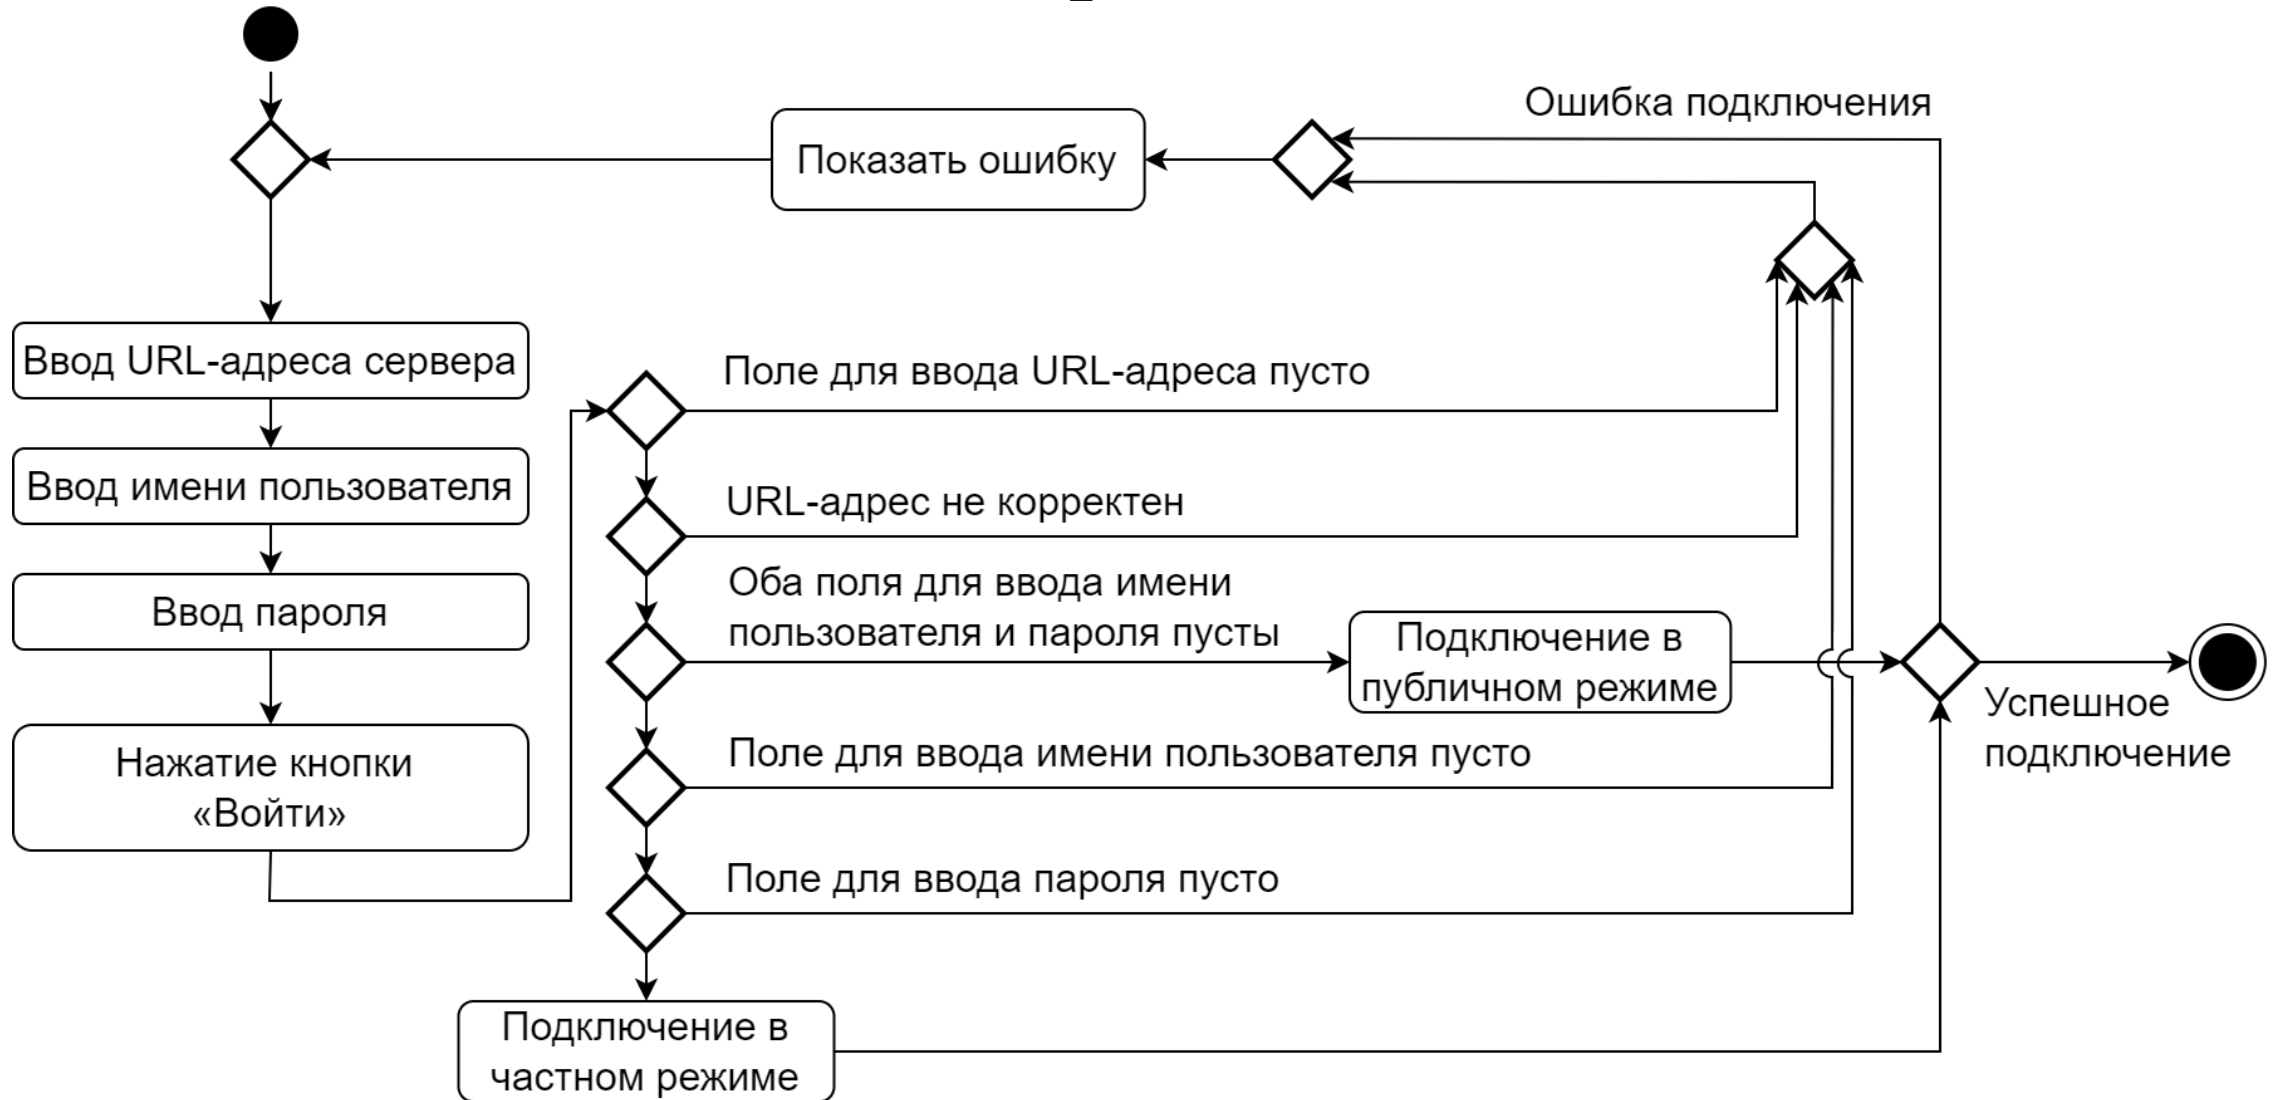 Ошибка подключения
Показать ошибку
Ввод URL-адреса сервера
Поле для ввода URL-адреса пусто
Ввод имени пользователя
URL-адрес не корректен
Оба поля для ввода имени
пользователя и пароля пусты
Ввод пароля
Подключение в
публичном режиме
Успешное
подключение
Нажатие кнопки
«Войти»
Поле для ввода имени пользователя пусто
Поле для ввода пароля пусто
Подключение в
частном режиме